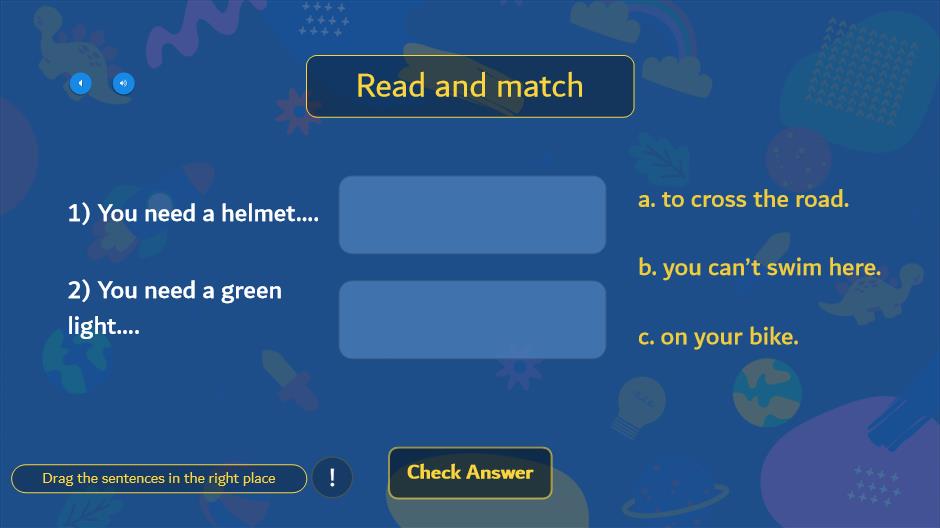 Read and match
1) You need a helmet....
2) You need a green
light....
a. to cross the road.
b. you can’t swim here.
c. on your bike.
Drag the sentences in the right place
!
Check Answer